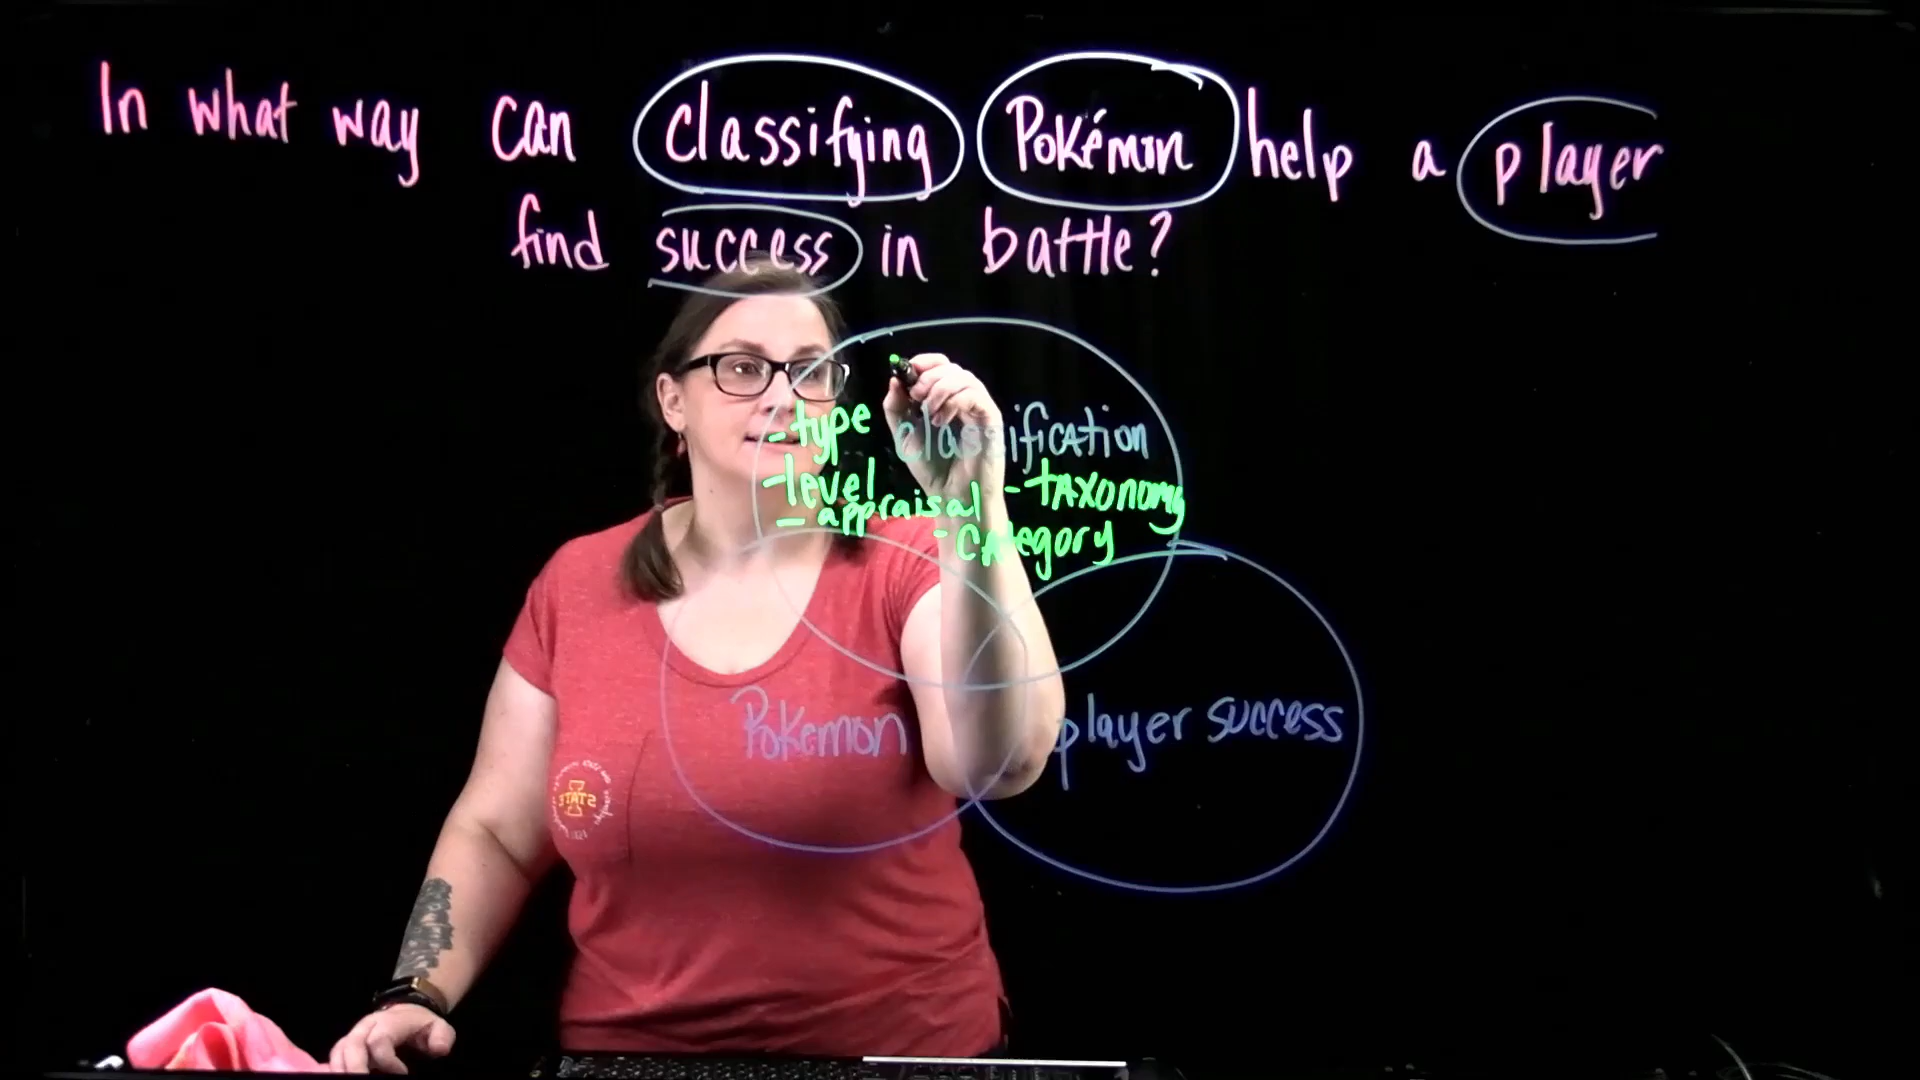 In what way can classifying Pokémon help a player
find success in battle?
-type classification
-level
- appraisal - taxonomy
- category
Pokemon
player success